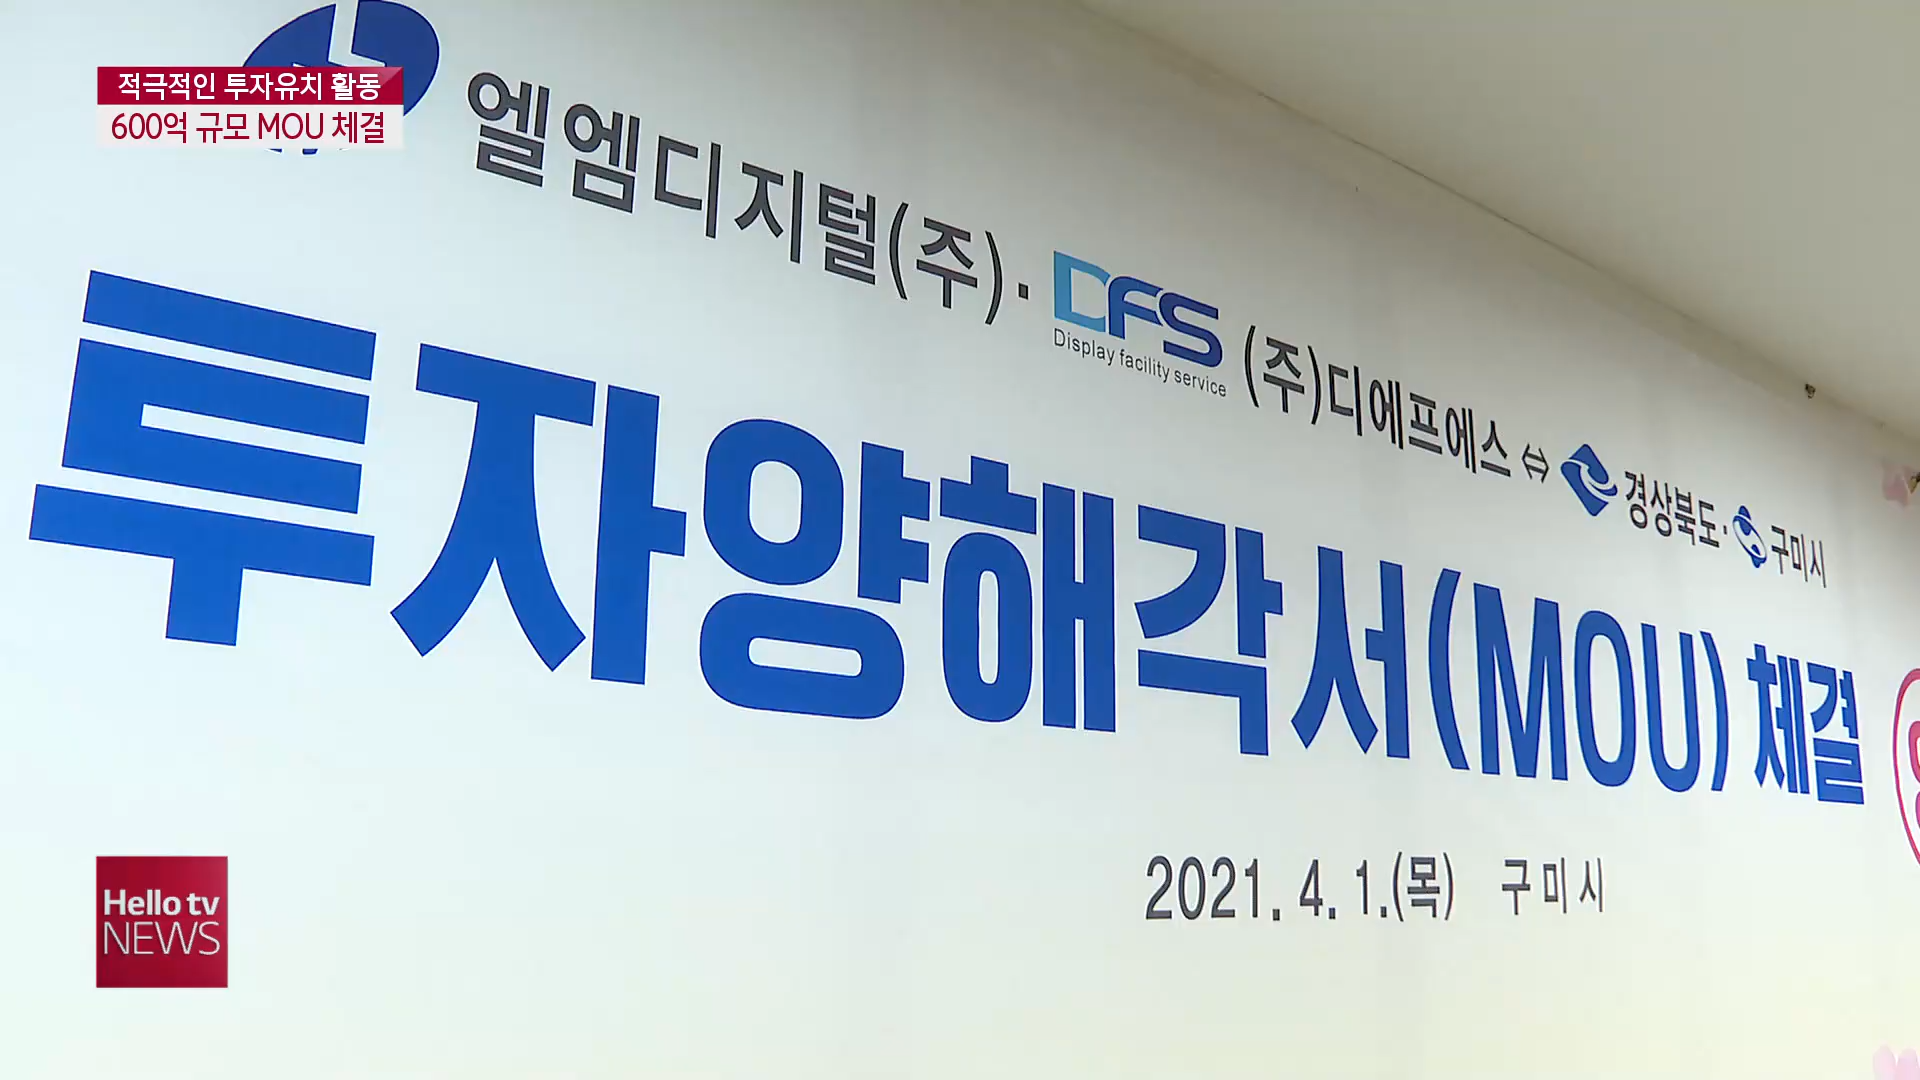 적극적인 투자유치 활동
600억 규모 MOU 체결
엘엠디지털(주)· DFS (주)디에프에스 ⇔ 경상북도· 구미시
Display facility service
투자양해각서(MOU) 체결
2021. 4. 1.(목) 구미시
Hello tv
NEWS